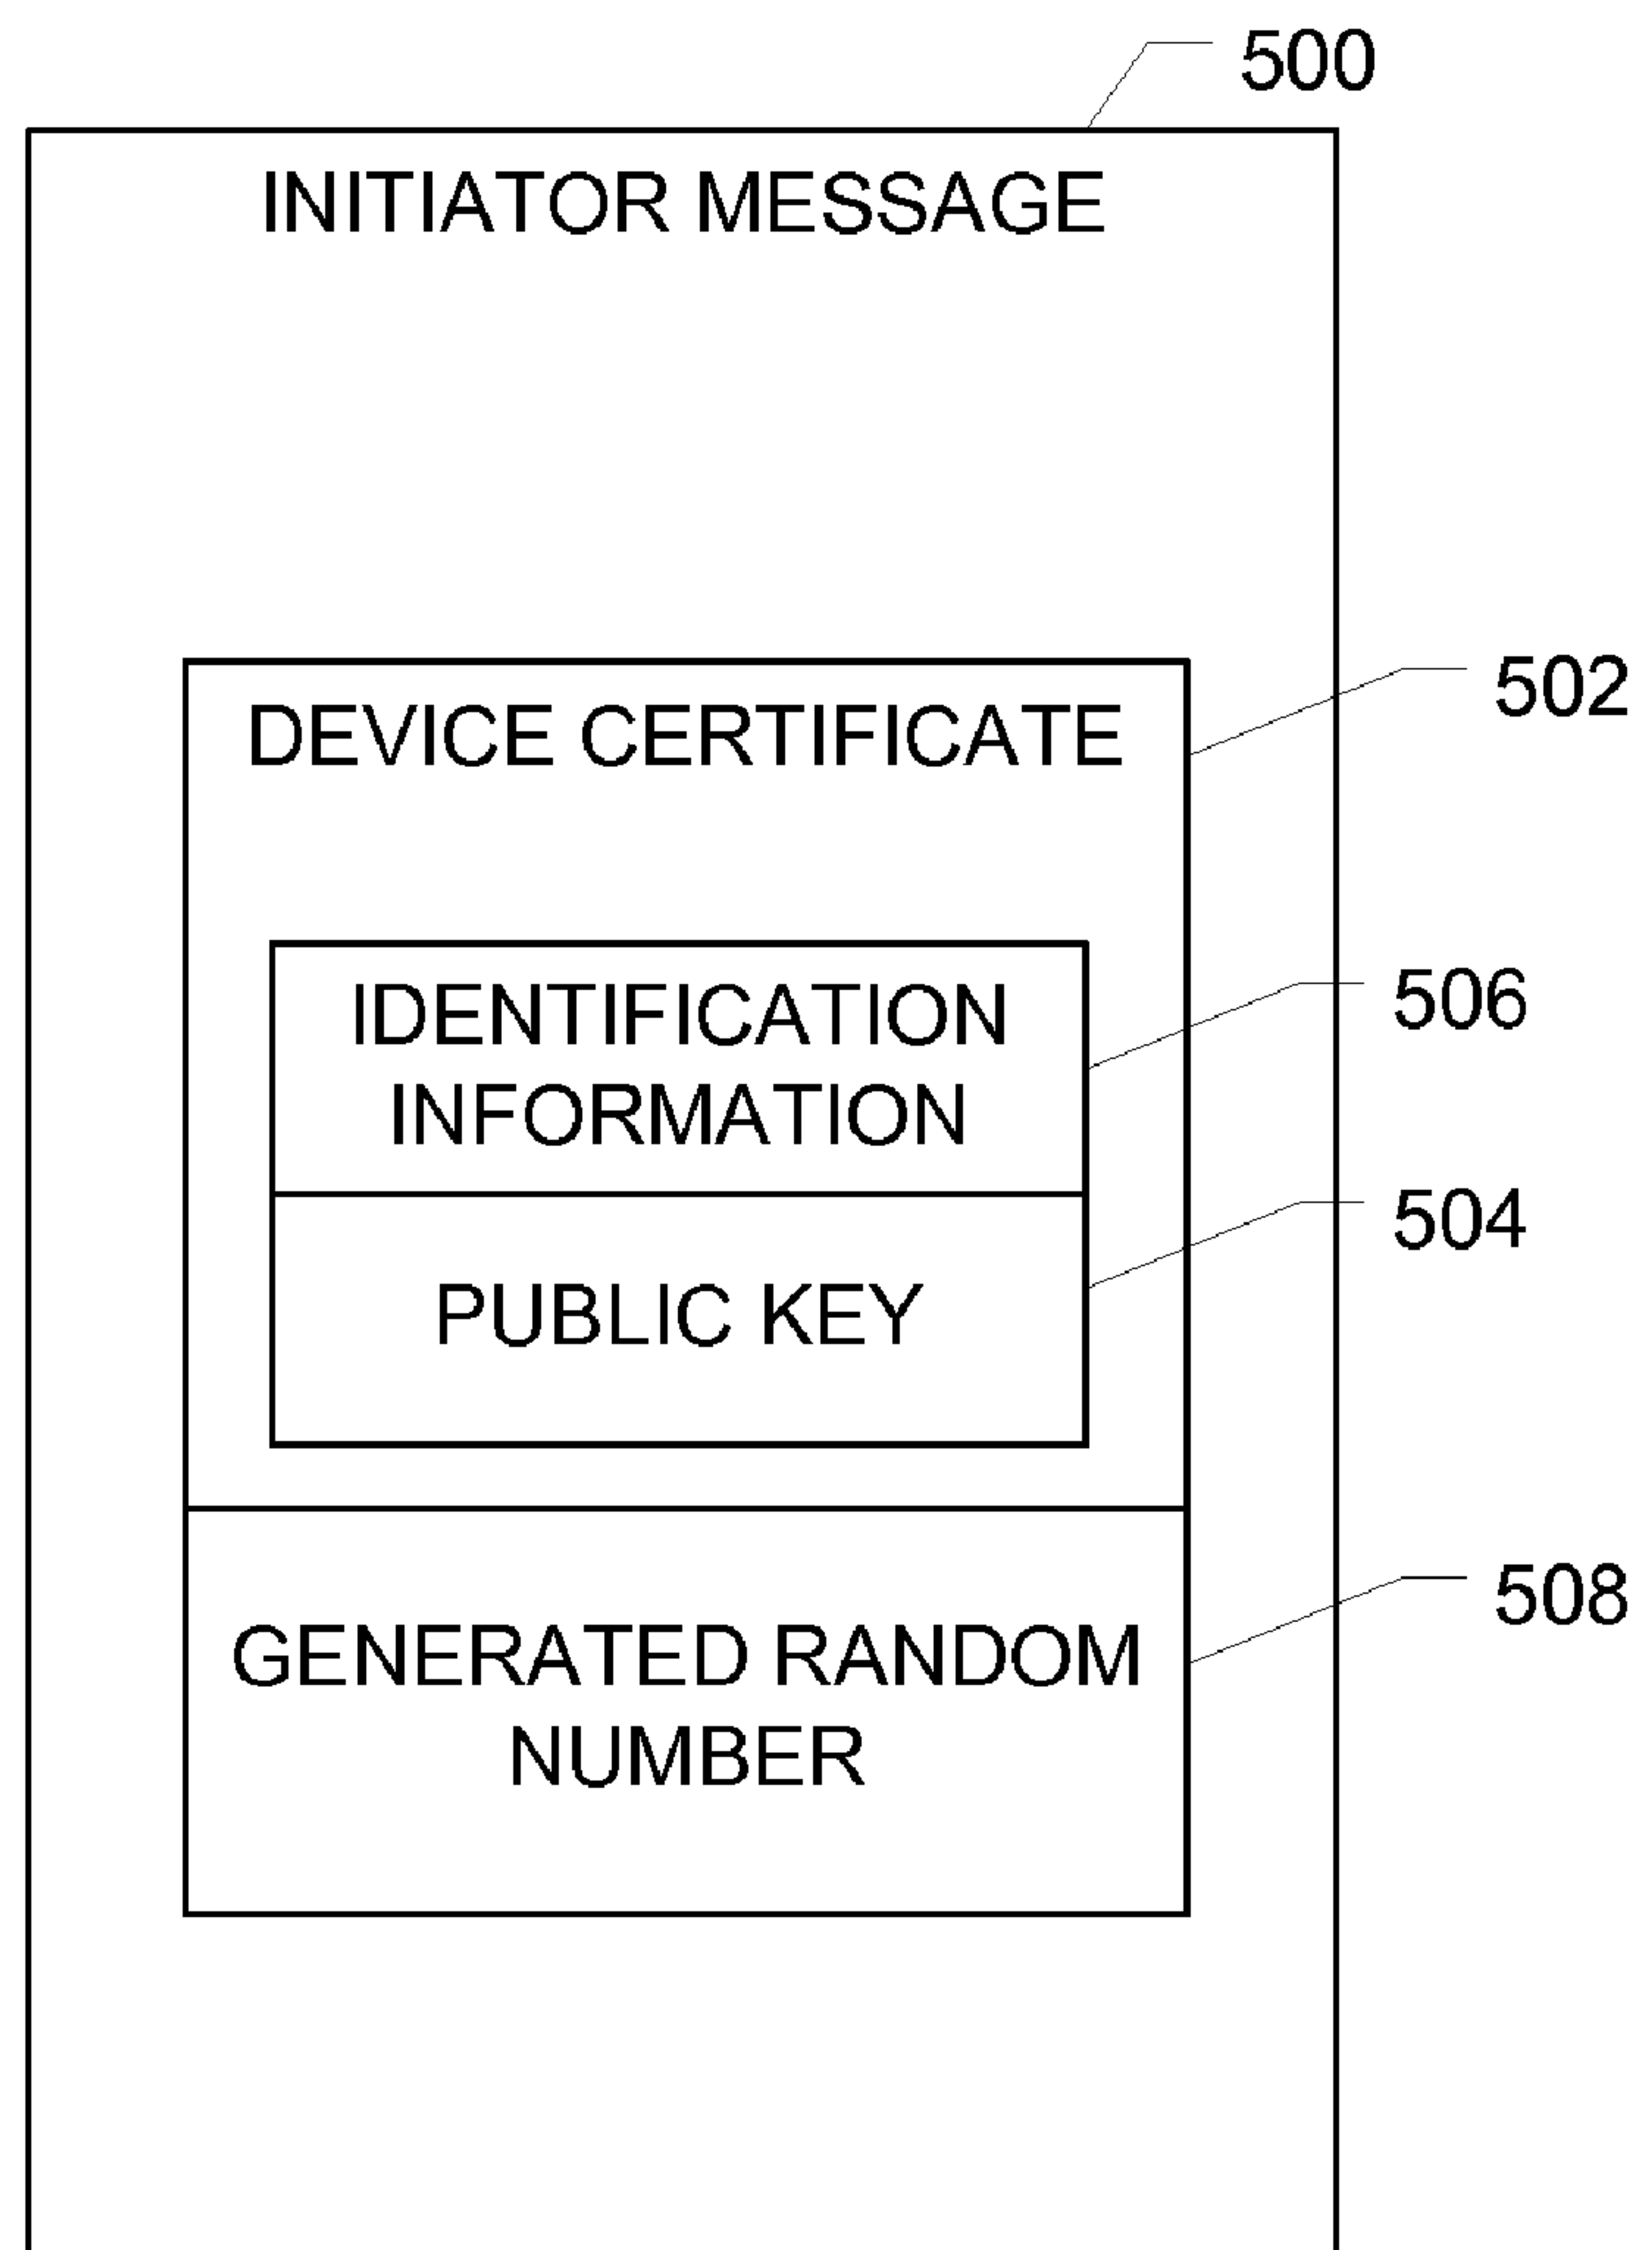 500
INITIATOR MESSAGE
502
DEVICE CERTIFICATE
506
IDENTIFICATION
INFORMATION
504
PUBLIC KEY
508
GENERATED RANDOM
NUMBER